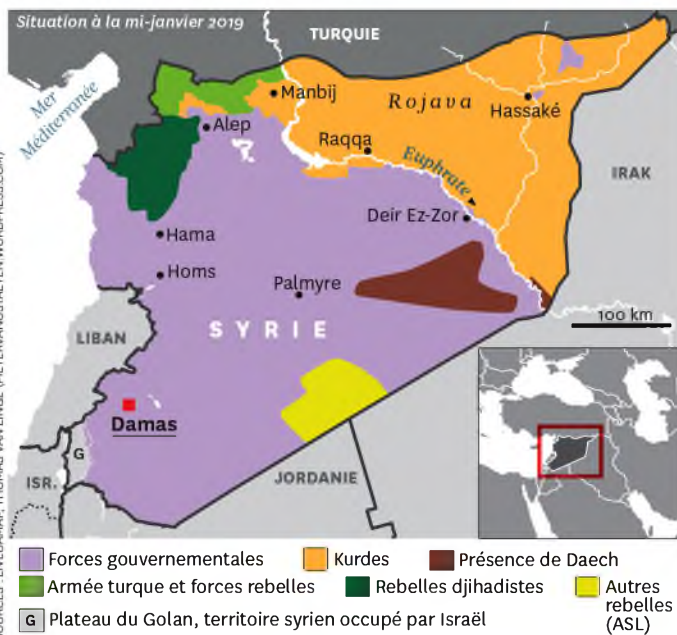 Situation à la mi-janvier 2019
TURQUIE
Mer
Méditerranée
Manbij
Rojava
Hassaké
Alep
Raqqa
Euphrate
IRAK
Deir Ez-Zor
Hama
Homs
Palmyre
100 km
SYRIE
LIBAN
Damas
G
ISR.
JORDANIE
Forces gouvernementales
Kurdes
Présence de Daech
Armée turque et forces rebelles
Rebelles djihadistes
Autres
rebelles
(ASL)
G Plateau du Golan, territoire syrien occupé par Israël